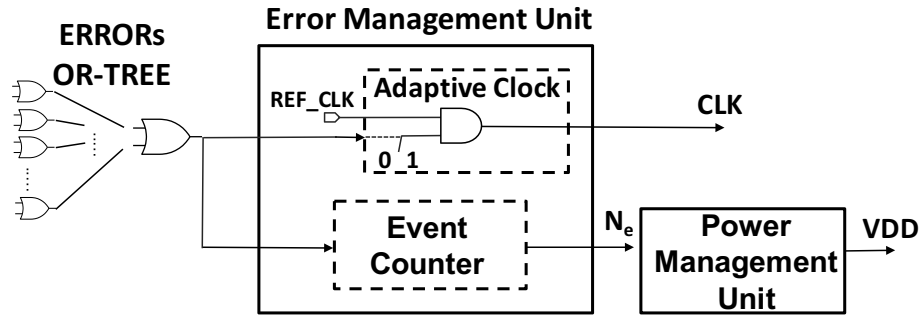 Error Management Unit
ERRORs
OR-TREE
Adaptive Clock
REF_CLK
CLK
0 1
Event
Counter
Ne
Power
Management
Unit
VDD